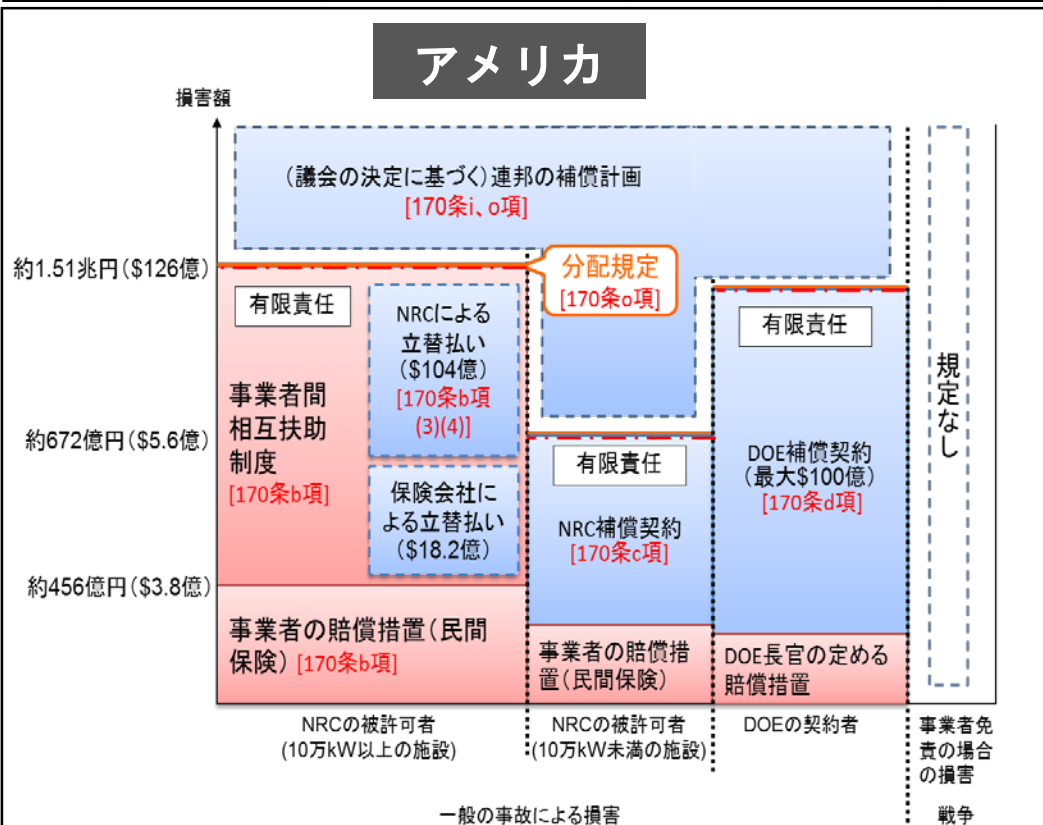 アメリカ
損害額
(議会の決定に基づく)連邦の補償計画
[170条i、o項]
約1.51兆円($126億)
分配規定
[170条o項]
有限責任
NRCによる
立替払い
($104億)
[170条b項
(3)(4)]
事業者間
相互扶助
制度
[170条b項]
保険会社に
よる立替払い
($18.2億)
約672億円($5.6億)
有限責任
NRC補償契約
[170条c項]
有限責任
DOE補償契約
(最大$100億)
[170条d項]
規定なし
約456億円($3.8億)
事業者の賠償措置(民間
保険)[170条b項]
事業者の賠償措
置(民間保険)
DOE長官の定める
賠償措置
NRCの被許可者
(10万kW以上の施設)
NRCの被許可者
(10万kW未満の施設)
DOEの契約者
事業者免
責の場合
の損害
一般の事故による損害
戦争